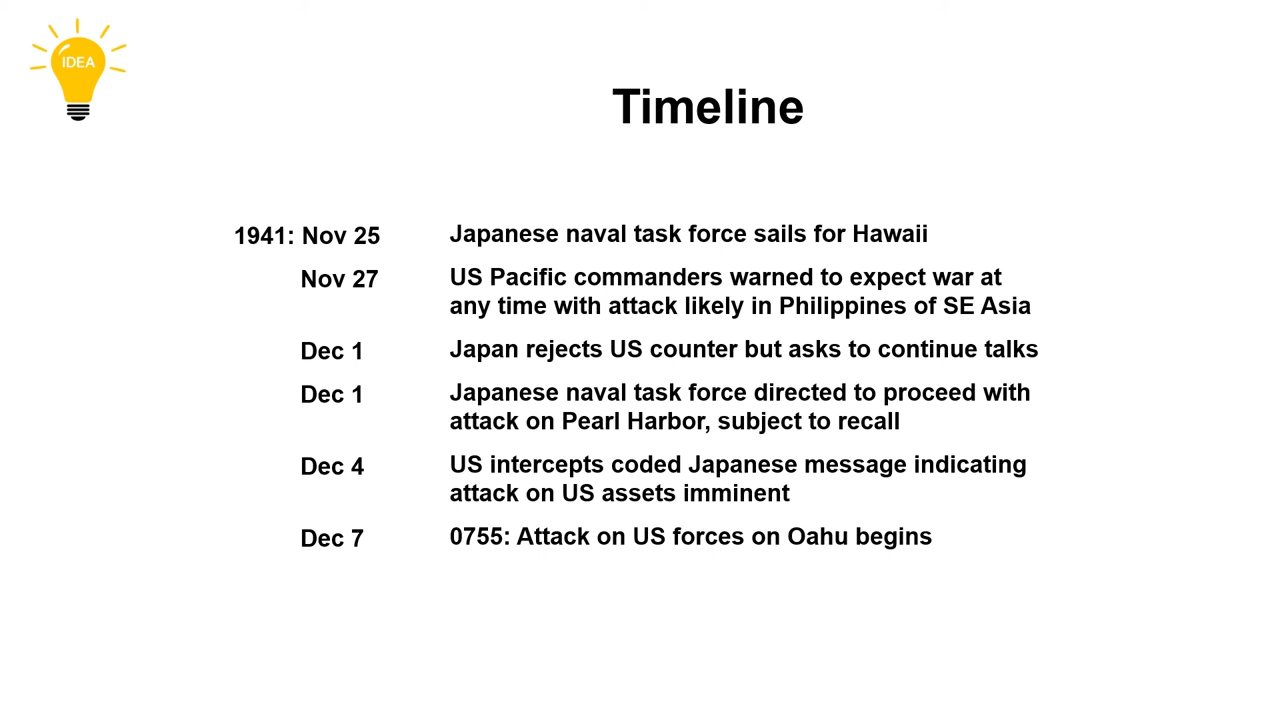 IDEA
Timeline
1941: Nov 25 Japanese naval task force sails for Hawaii
Nov 27 US Pacific commanders warned to expect war at
any time with attack likely in Philippines of SE Asia
Dec 1 Japan rejects US counter but asks to continue talks
Dec 1 Japanese naval task force directed to proceed with
attack on Pearl Harbor, subject to recall
Dec 4 US intercepts coded Japanese message indicating
attack on US assets imminent
Dec 7 0755: Attack on US forces on Oahu begins